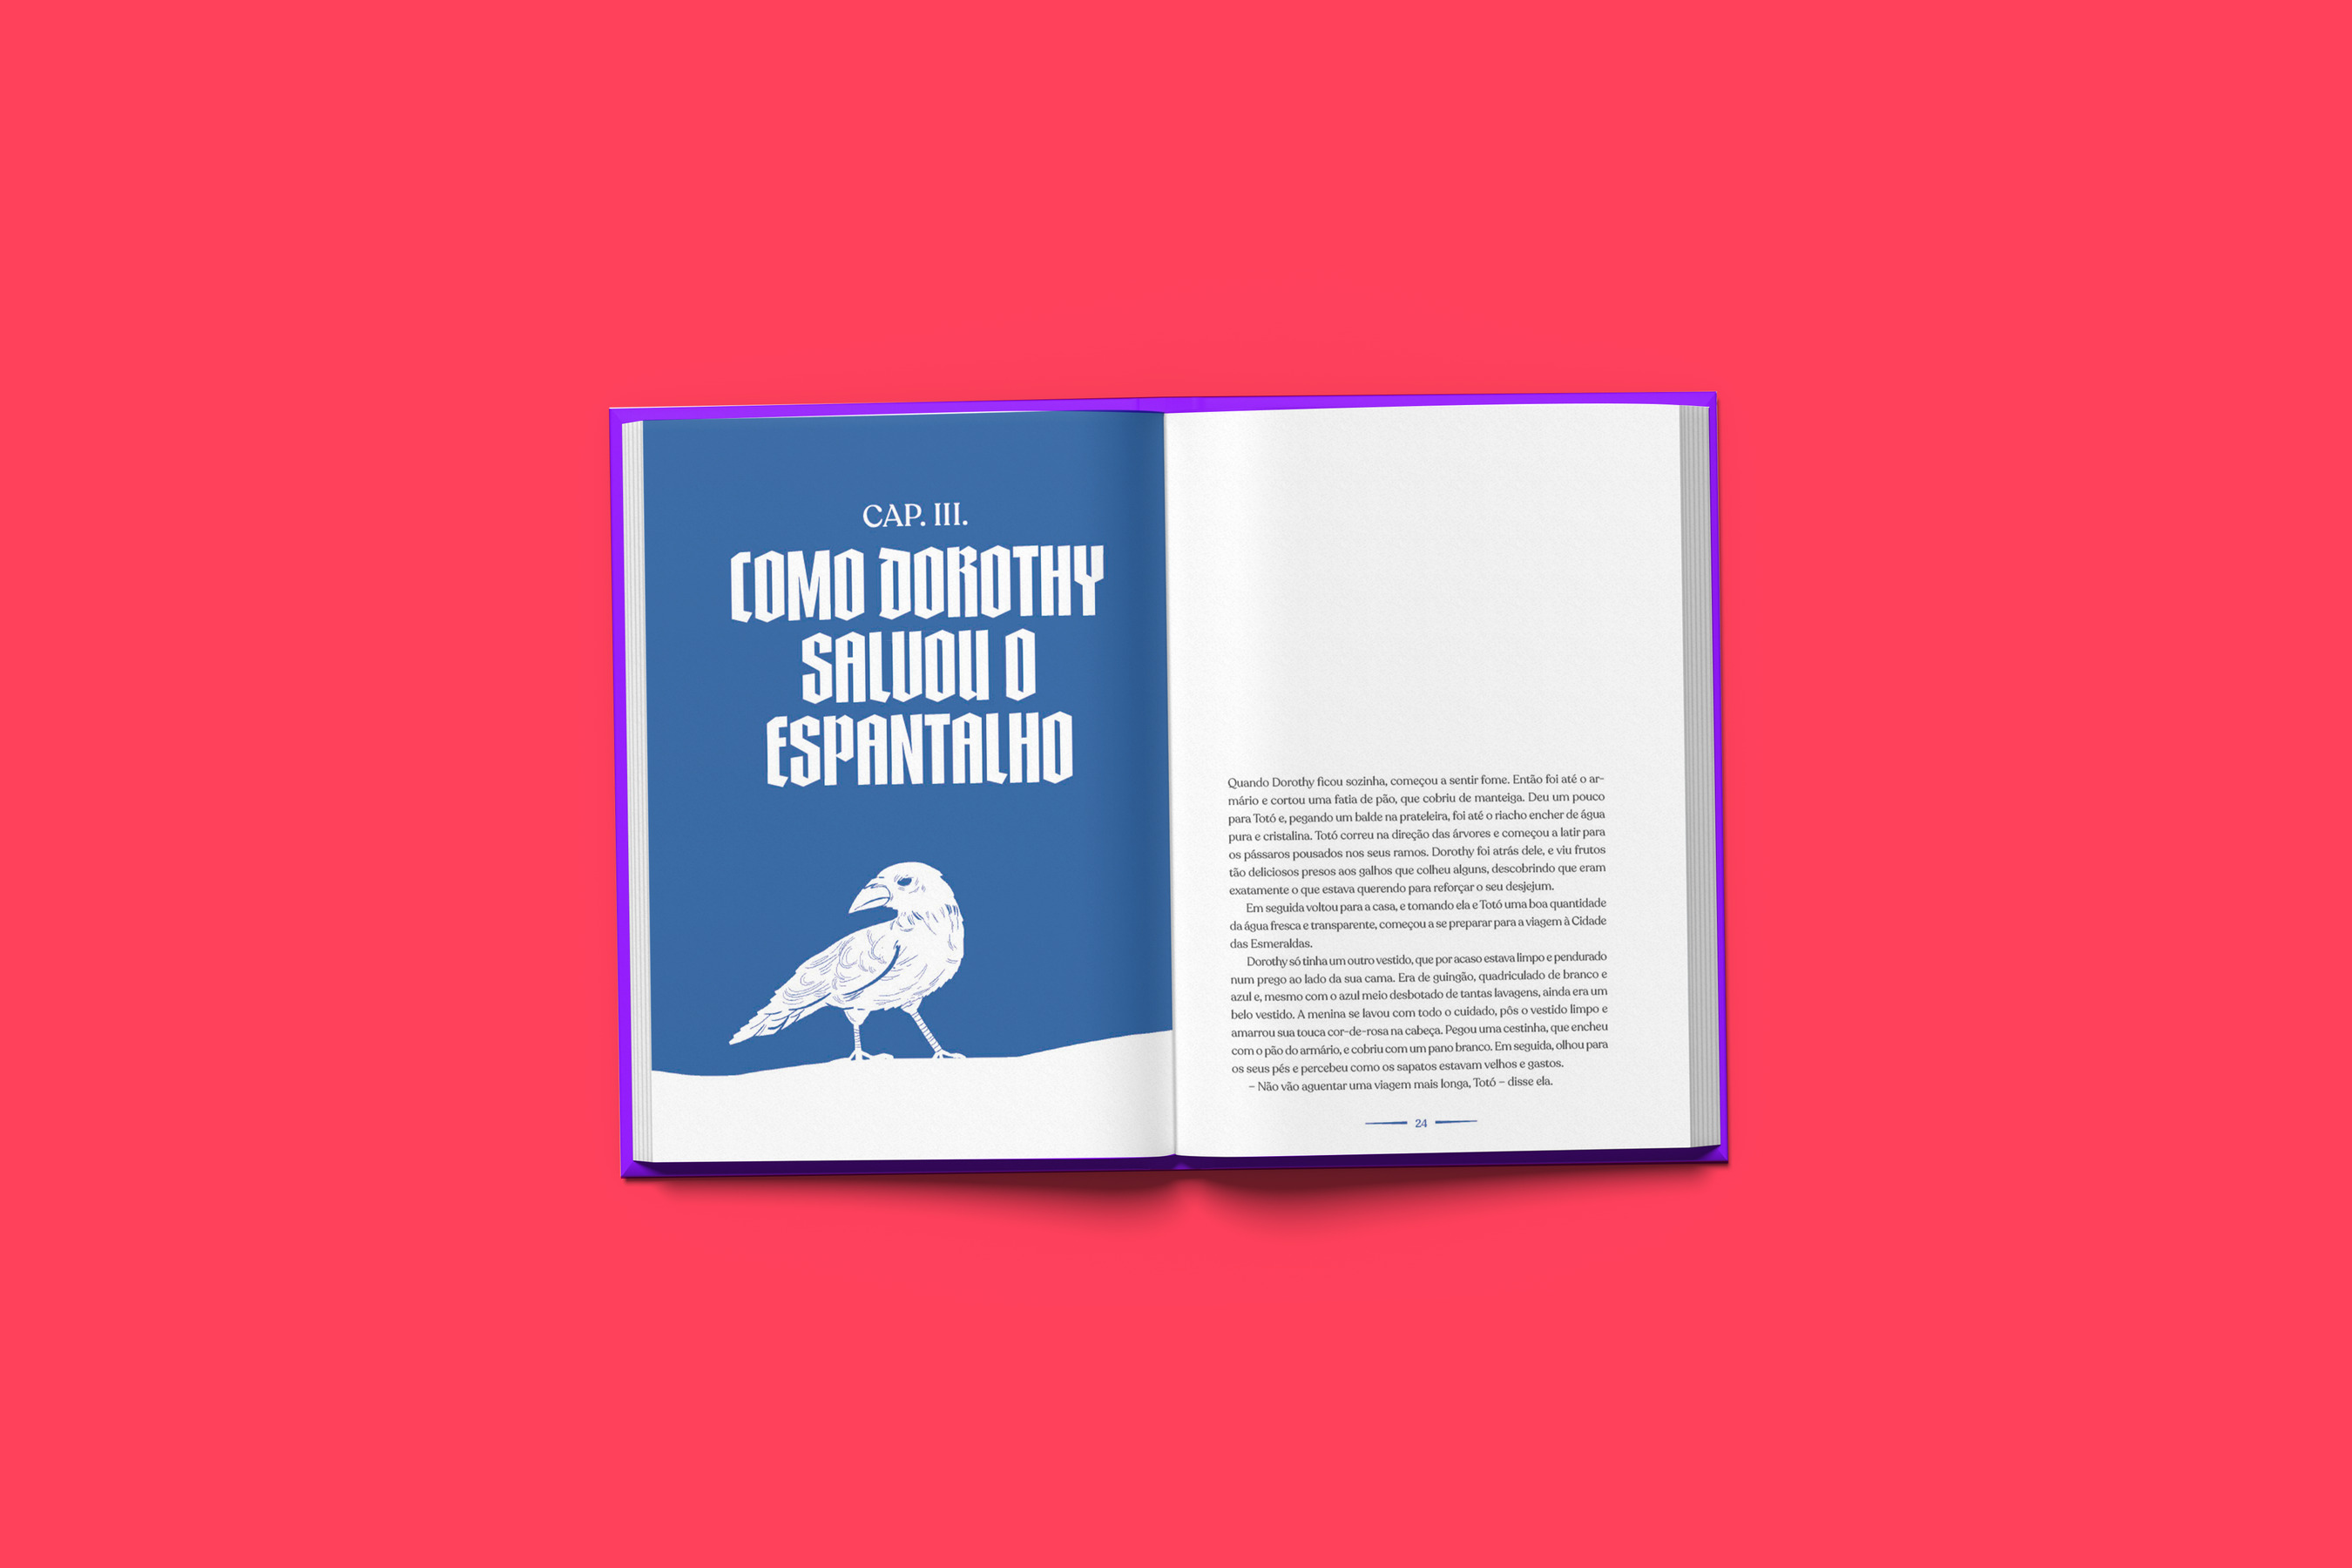 CAP. III.
COMO DOROTHY
SALVOU O
ESPANTALHO
Quando Dorothy ficou sozinha, começou a sentir fome. Então foi até o ar-
mário e cortou uma fatia de pão, que cobriu de manteiga. Deu um pouco
para Totó e, pegando um balde na prateleira, foi até o riacho encher de água
pura e cristalina. Totó correu na direção das árvores e começou a latir para
os pássaros pousados nos seus ramos. Dorothy foi atrás dele, e viu frutos
tão deliciosos presos aos galhos que colheu alguns, descobrindo que eram
exatamente o que estava querendo para reforçar o seu desjejum.
Em seguida voltou para a casa, e tomando ela e Totó uma boa quantidade
da água fresca e transparente, começou a se preparar para a viagem à Cidade
das Esmeraldas.
Dorothy só tinha um outro vestido, que por acaso estava limpo e pendurado
num prego ao lado da sua cama. Era de guingão, quadriculado de branco e
azul e, mesmo com o azul meio desbotado de tantas lavagens, ainda era um
belo vestido. A menina se lavou com todo o cuidado, pôs o vestido limpo e
amarrou sua touca cor-de-rosa na cabeça. Pegou uma cestinha, que encheu
com o pão do armário, e cobriu com um pano branco. Em seguida, olhou para
os seus pés e percebeu como os sapatos estavam velhos e gastos.
– Não vão aguentar uma viagem mais longa, Totó – disse ela.
24